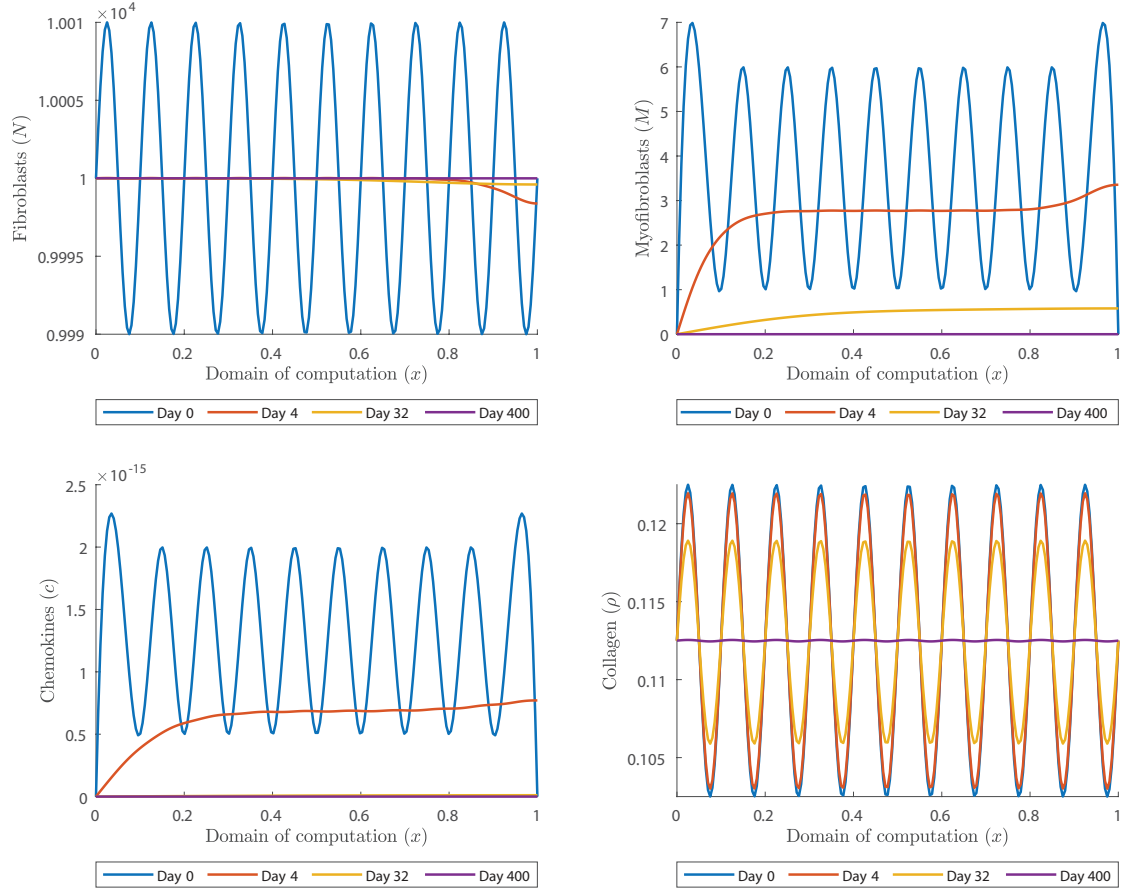 ×10^4
1.001
1.0005
1
0.9995
0.999
Fibroblasts (N)
0 0.2 0.4 0.6 0.8 1
Domain of computation (x)
Day 0 Day 4 Day 32 Day 400
7
6
5
4
3
2
1
0
Myofibroblasts (M)
0 0.2 0.4 0.6 0.8 1
Domain of computation (x)
Day 0 Day 4 Day 32 Day 400
×10^-15
2.5
2
1.5
1
0.5
0
Chemokines (c)
0 0.2 0.4 0.6 0.8 1
Domain of computation (x)
Day 0 Day 4 Day 32 Day 400
0.12
0.115
0.11
0.105
Collagen (ρ)
0 0.2 0.4 0.6 0.8 1
Domain of computation (x)
Day 0 Day 4 Day 32 Day 400